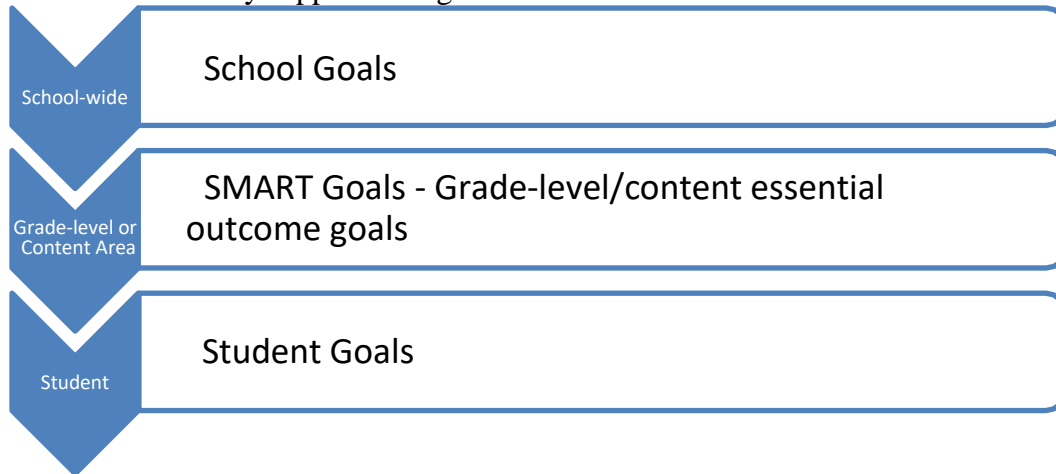 School Goals
School-wide
SMART Goals - Grade-level/content essential
outcome goals
Grade-level or
Content Area
Student Goals
Student